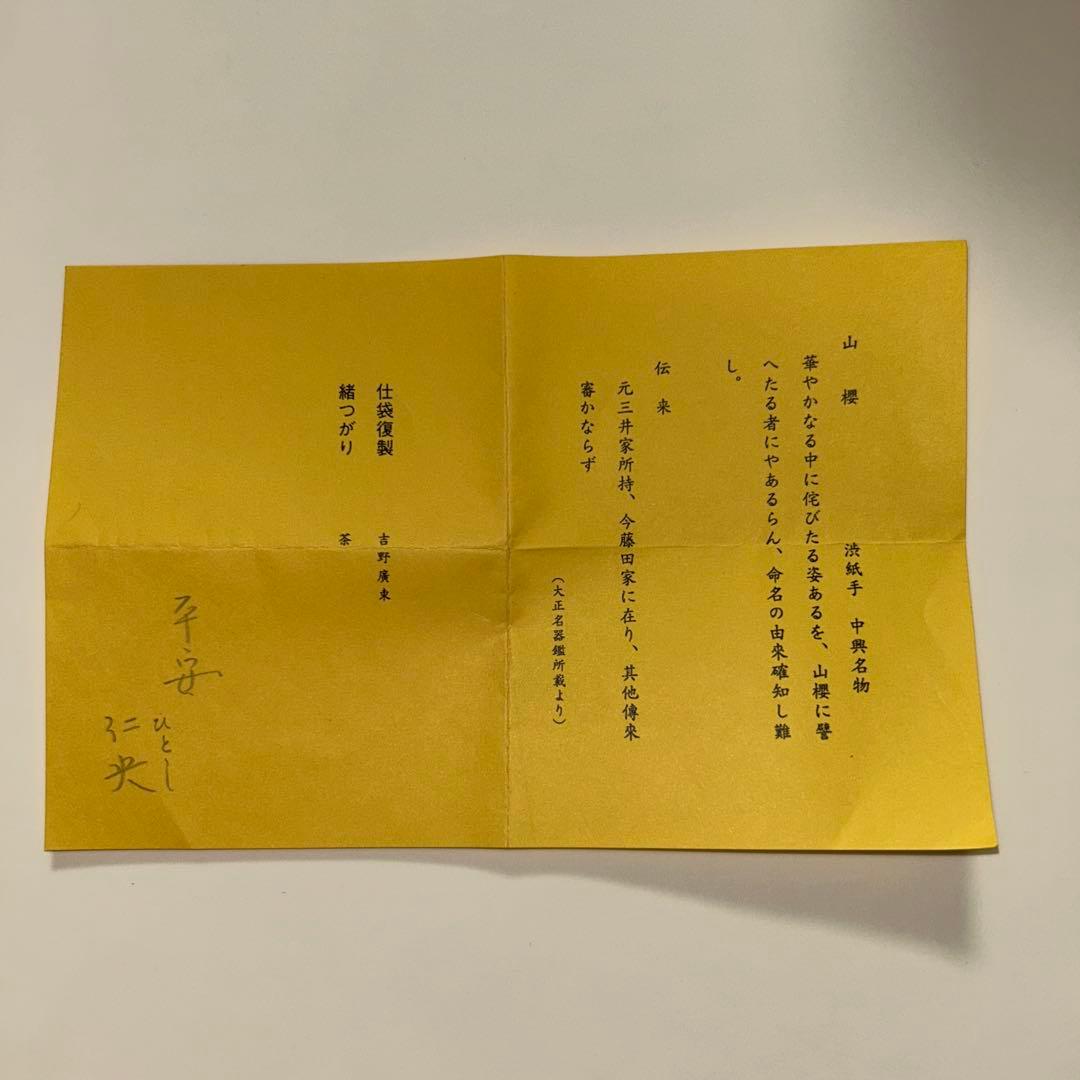 山櫻 渋紙手 中興名物
華やかなる中に侘びたる姿あるを、山櫻に譬
へたる者にやあるらん、命名の由來確知し難
し。
伝来
元三井家所持、今藤田家に在り、其他傳來
審かならず
（大正名器鑑所載より）
仕袋復製 吉野廣東
緒つがり 茶
平安
ひとし
仁央